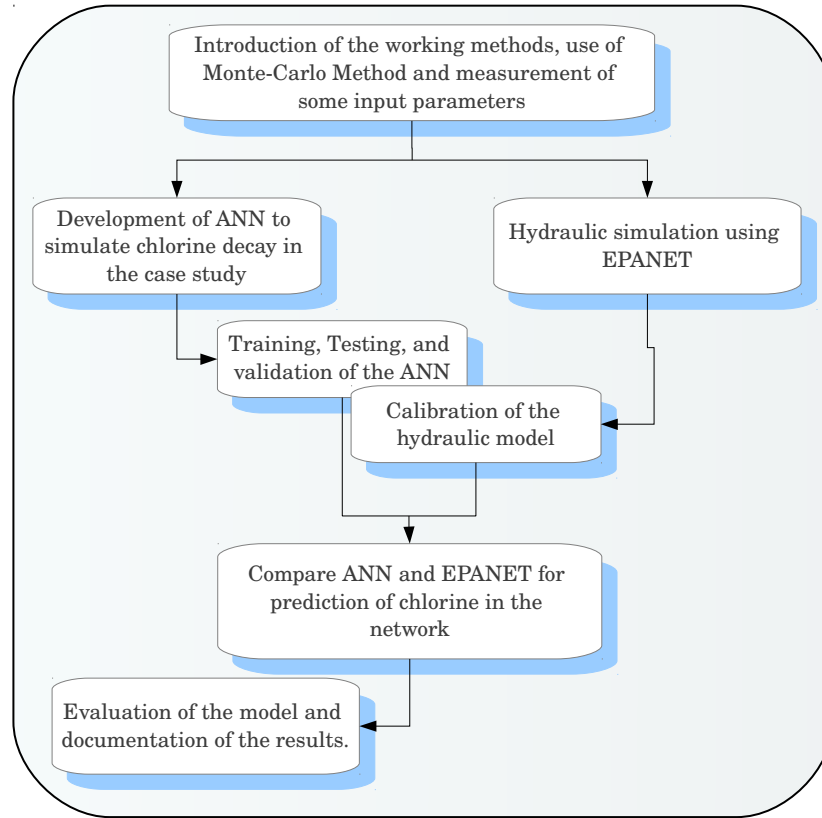 Introduction of the working methods, use of
Monte-Carlo Method and measurement of
some input parameters
Development of ANN to
simulate chlorine decay in
the case study
Hydraulic simulation using
EPANET
Training, Testing, and
validation of the ANN
Calibration of the
hydraulic model
Compare ANN and EPANET for
prediction of chlorine in the
network
Evaluation of the model and
documentation of the results.